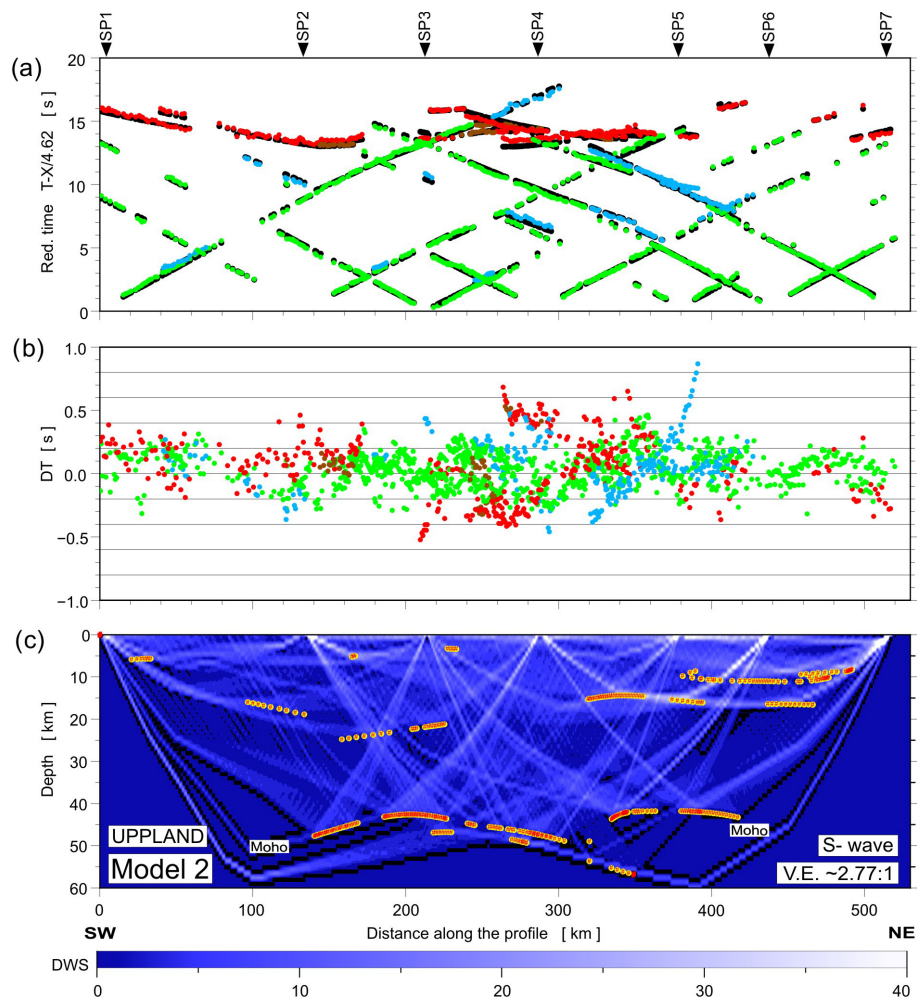 SP1 SP2 SP3 SP4 SP5 SP6 SP7
(a)
20
15
10
5
0
Red. time T-X/4.62 [ s ]
(b)
1.0
0.5
0.0
−0.5
−1.0
DT [ s ]
(c)
0
10
20
30
40
50
60
Depth [ km ]
UPPLAND
Moho
Moho
Model 2
S- wave
V.E. ~2.77:1
0 100 200 300 400 500
SW Distance along the profile [ km ] NE
DWS
0 10 20 30 40